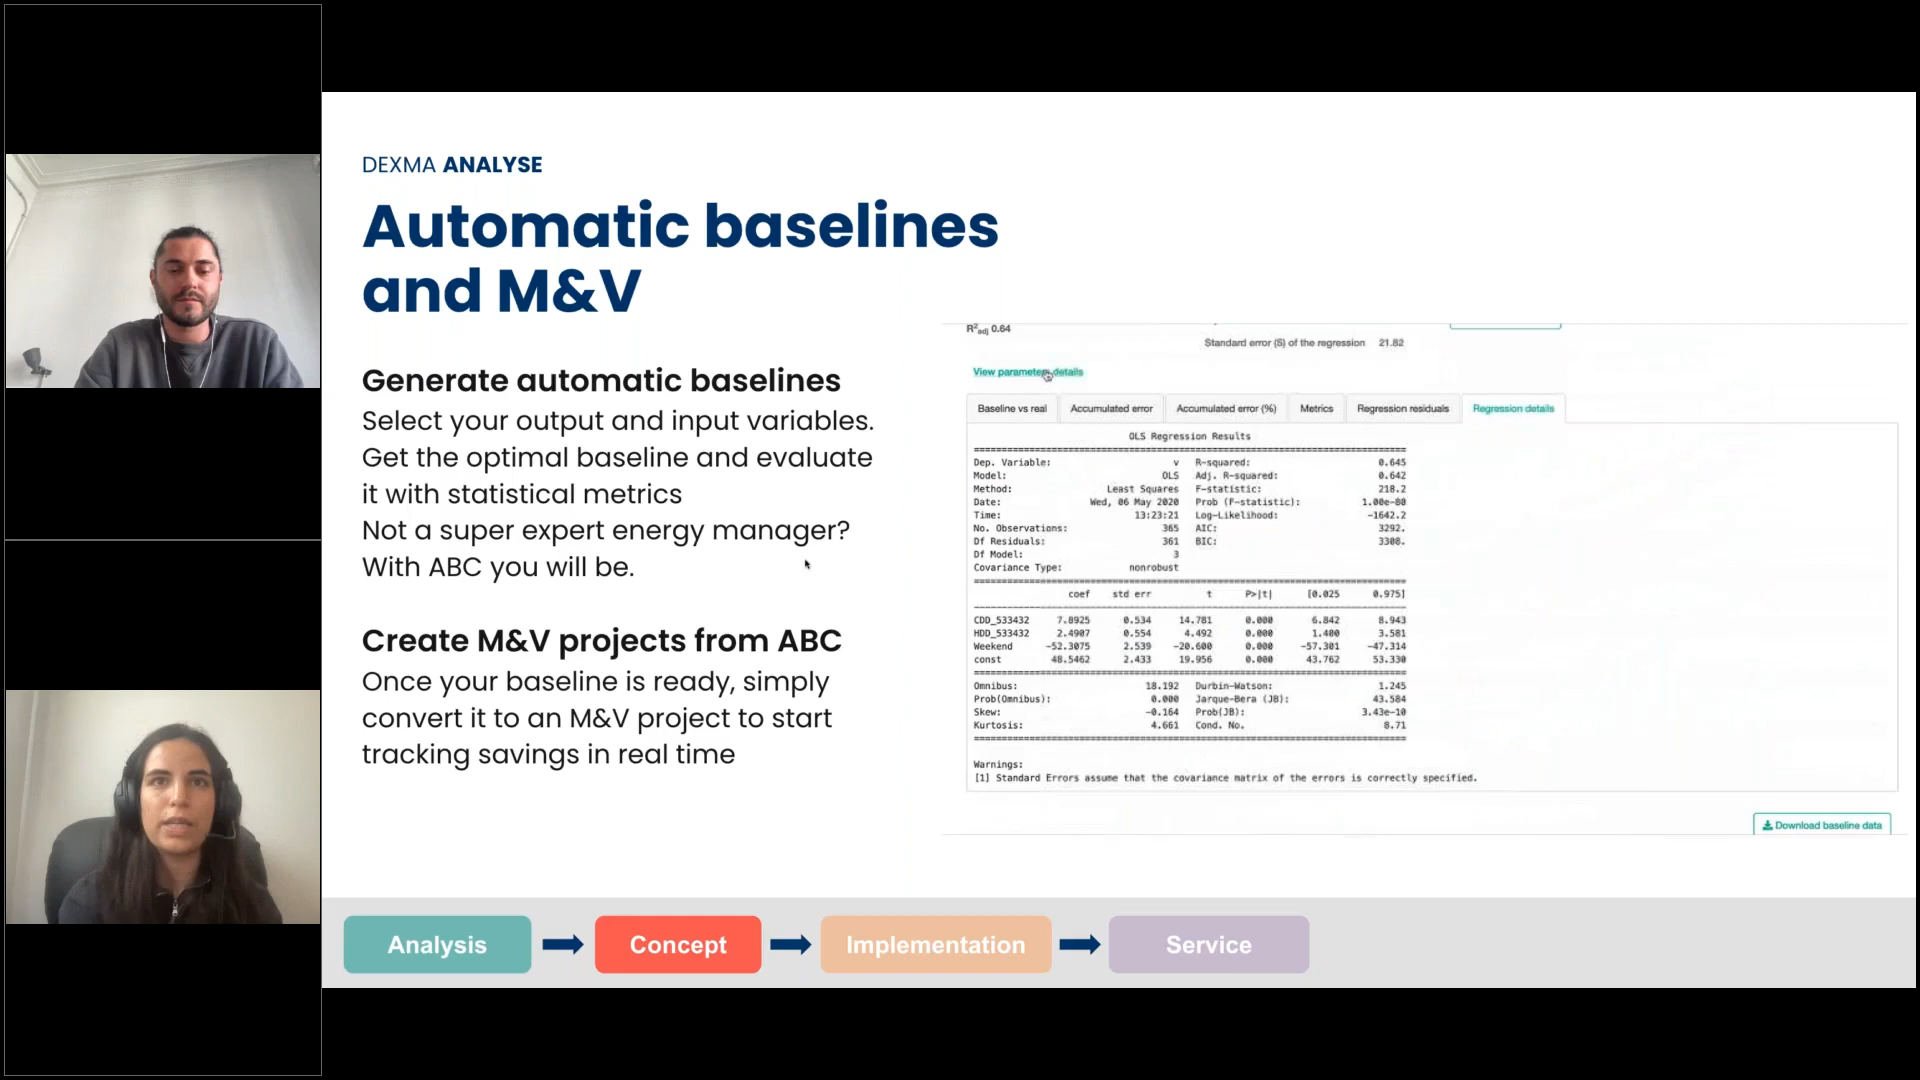 DEXMA ANALYSE
Automatic baselines
and M&V
Generate automatic baselines
Select your output and input variables.
Get the optimal baseline and evaluate
it with statistical metrics
Not a super expert energy manager?
With ABC you will be.
Create M&V projects from ABC
Once your baseline is ready, simply
convert it to an M&V project to start
tracking savings in real time
R²adj 0.64
Standard error (S) of the regression 21.82
View parameters details
Baseline vs real Accumulated error Accumulated error (%) Metrics Regression residuals Regression details
OLS Regression Results
Dep. Variable: v R-squared: 0.645
Model: OLS Adj. R-squared: 0.642
Method: Least Squares F-statistic: 218.2
Date: Wed, 06 May 2020 Prob (F-statistic): 1.00e-80
Time: 13:23:21 Log-Likelihood: -1642.2
No. Observations: 365 AIC: 3292.
Df Residuals: 361 BIC: 3308.
Df Model: 3
Covariance Type: nonrobust
coef std err t P>|t| [0.025 0.975]
CDD_533432 7.8925 0.534 14.781 0.000 6.842 8.943
HDD_533432 2.4907 0.554 4.492 0.000 1.400 3.581
Weekend -52.3075 2.539 -20.600 0.000 -57.301 -47.314
const 48.5462 2.433 19.956 0.000 43.762 53.330
Omnibus: 18.192 Durbin-Watson: 1.245
Prob(Omnibus): 0.000 Jarque-Bera (JB): 43.584
Skew: -0.164 Prob(JB): 3.43e-10
Kurtosis: 4.661 Cond. No. 8.71
Warnings:
[1] Standard Errors assume that the covariance matrix of the errors is correctly specified.
Download baseline data
Analysis Concept Implementation Service